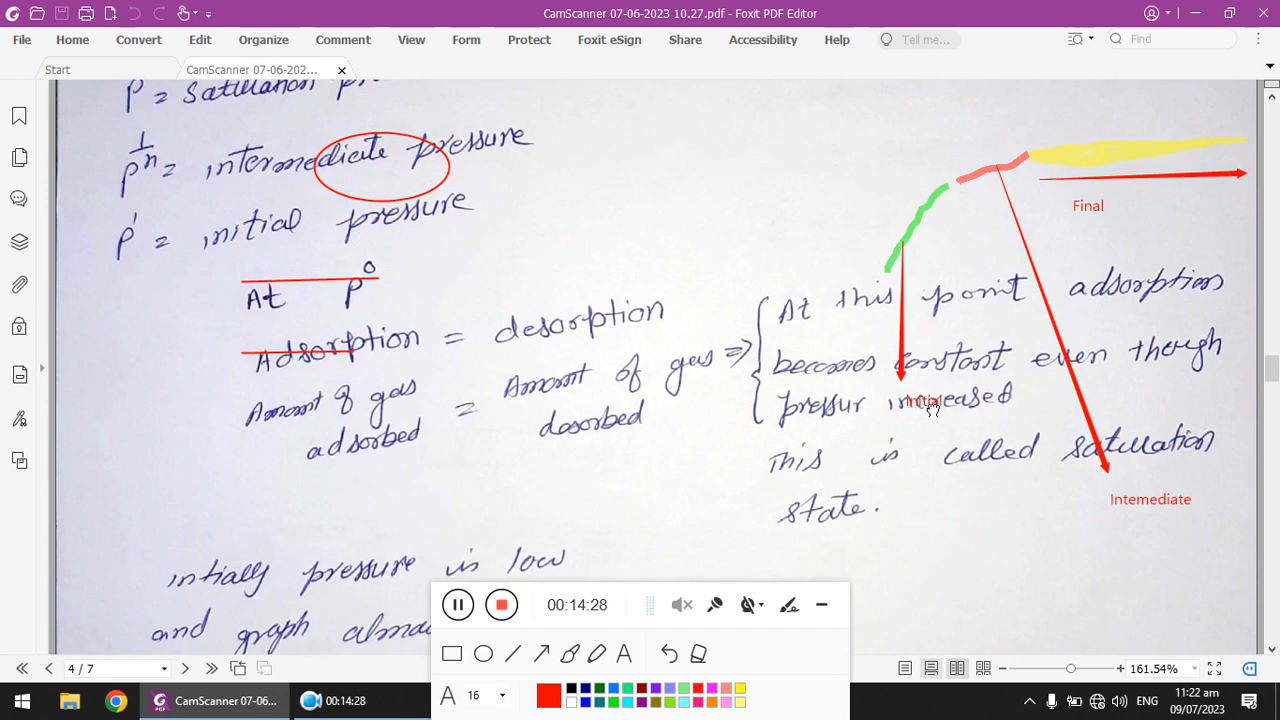 CamScanner 07-06-2023 10.27.pdf - Foxit PDF Editor
File Home Convert Edit Organize Comment View Form Protect Foxit eSign Share Accessibility Help Tell me... Find
Start CamScanner 07-06-202...
P = satuation
P 1/n = intermediate pressure
P' = initial pressure
At P⁰
Adsorption = desorption
Amount of gas adsorbed = Amount of gas desorbed ⇒
At this point adsorption
becomes constant even though
pressur increased
This is called satuation
state.
Final
Initial
Intemediate
intially pressure is low
and graph
00:14:28
A 16
4 / 7
161.54%
CamScanner 07-06...
00:14:28
ENG
11:22 am
09/07/2023